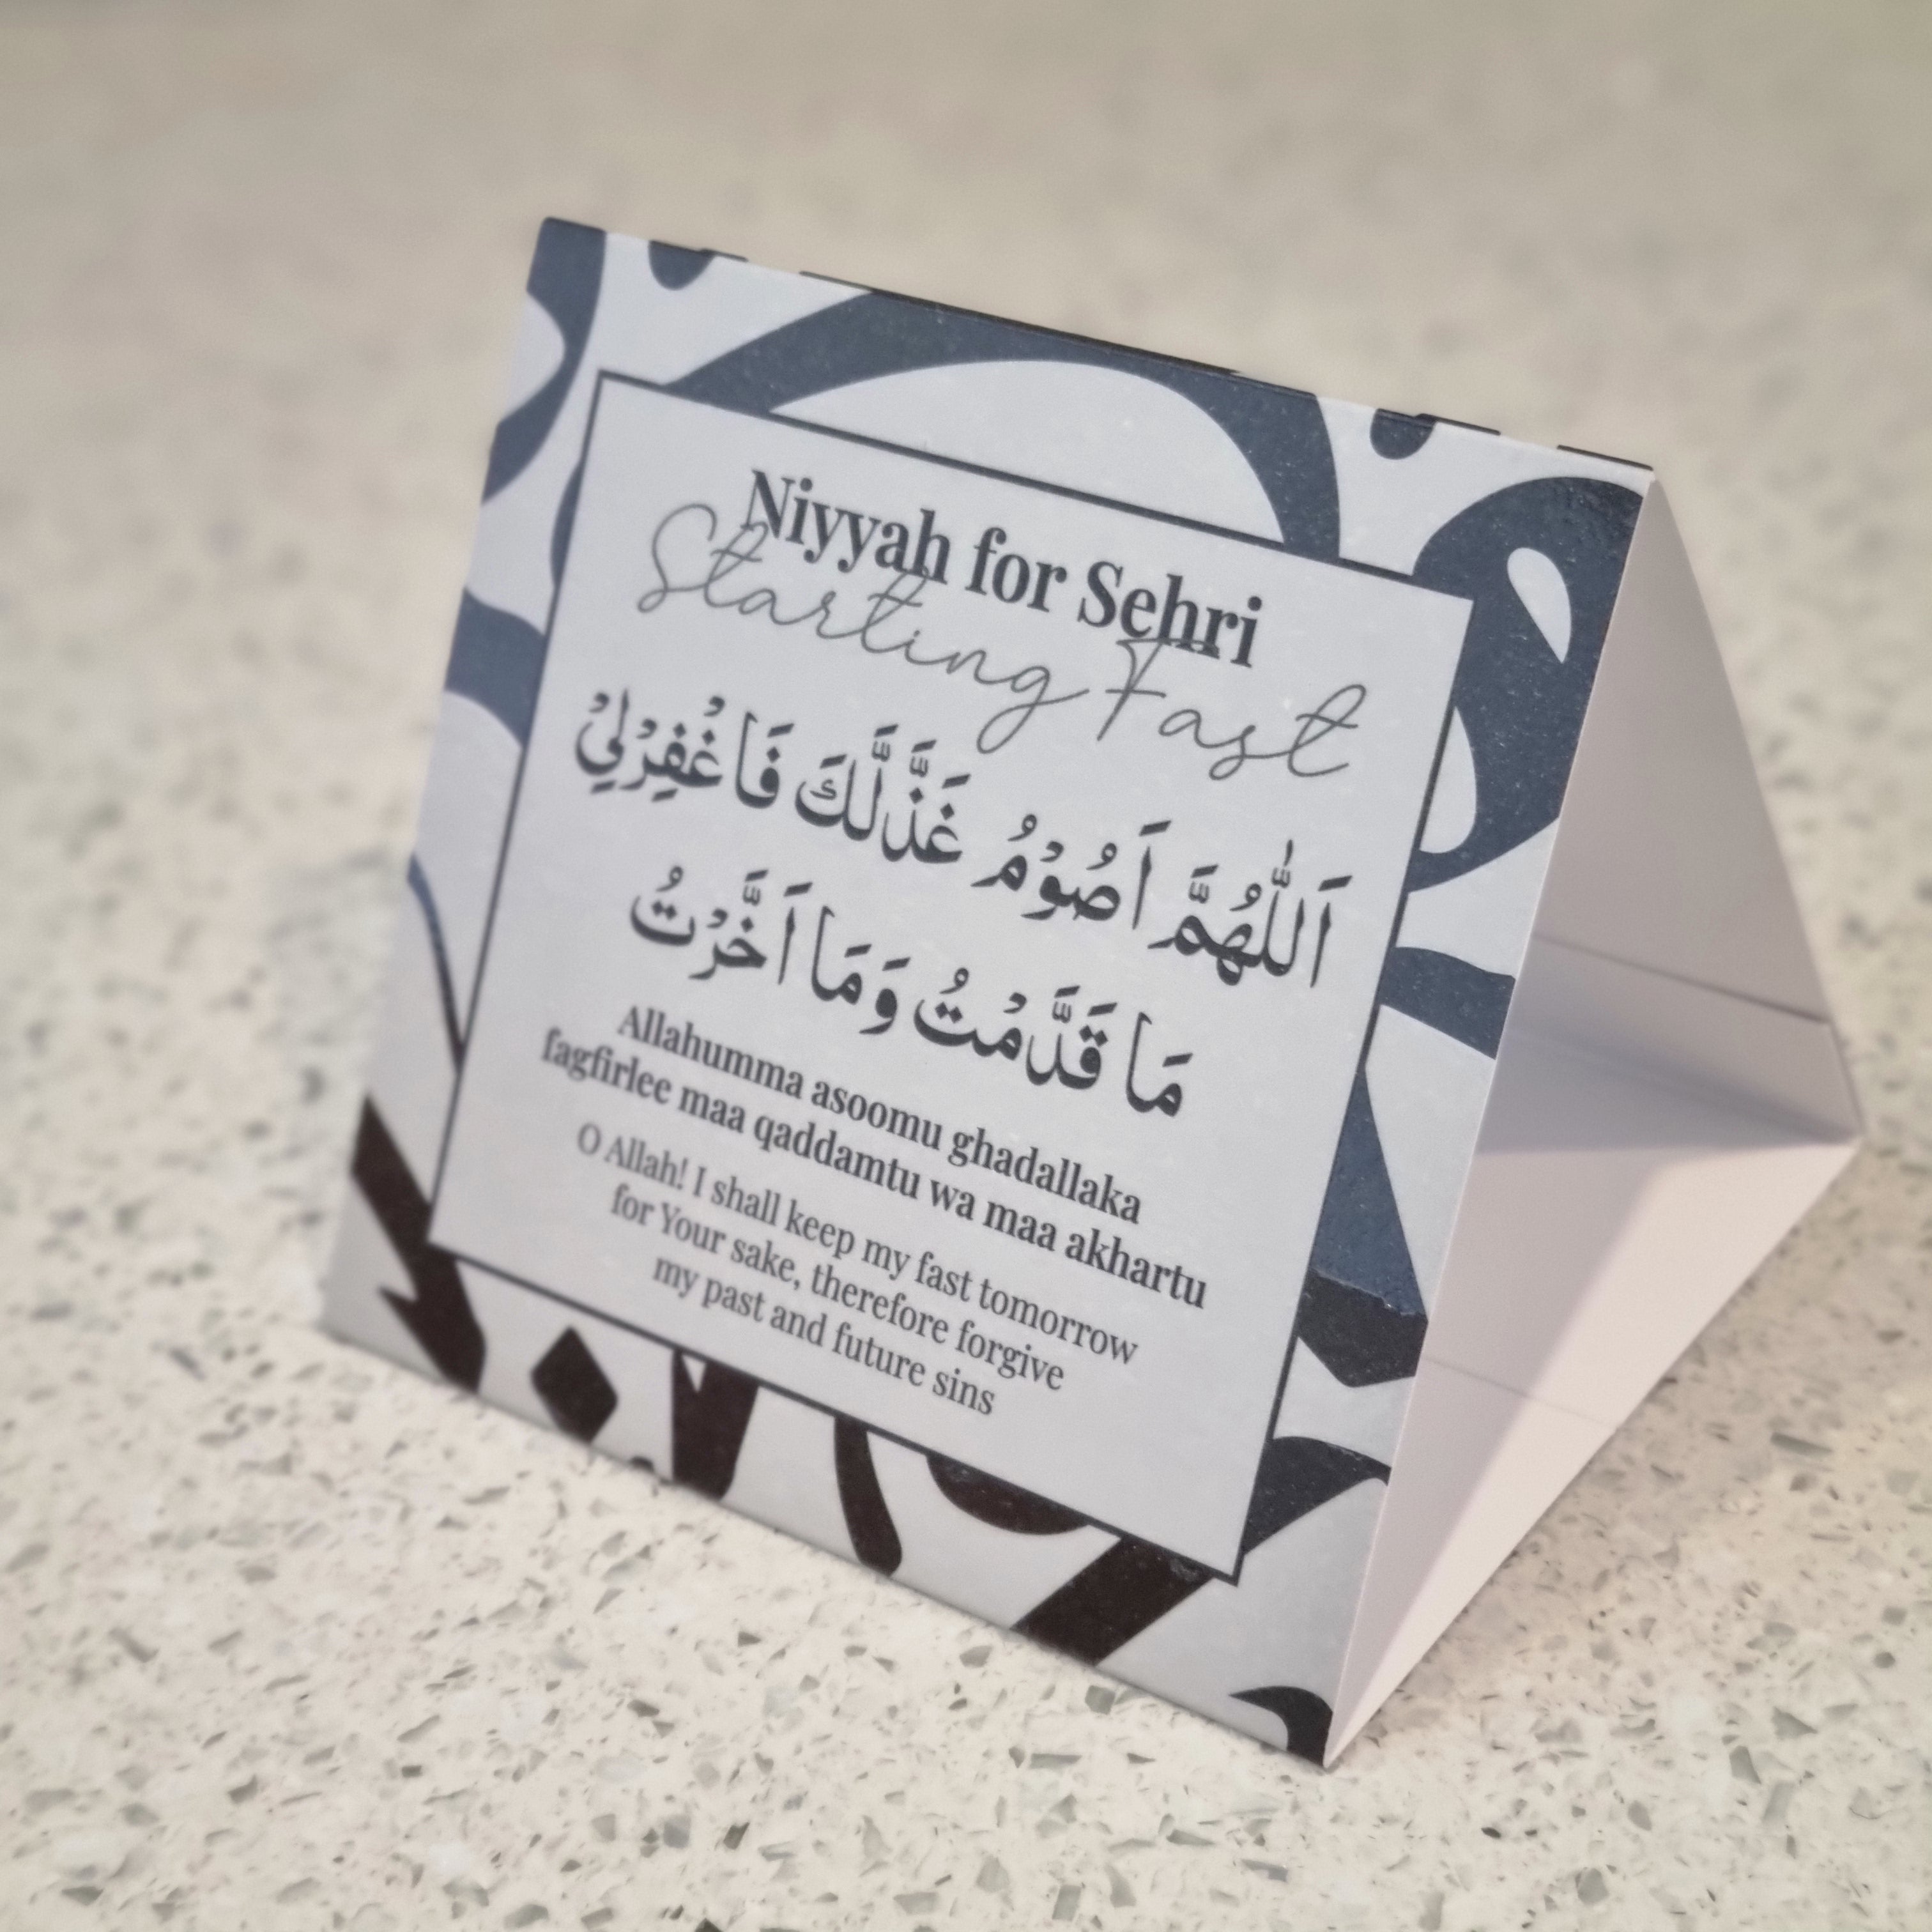 Niyyah for Sehri
Starting Fast
اَللّٰهُمَّ اَصُوْمُ غَذًَّلَّكَ فَاغْفِرْلِيْ
مَا قَدَّمْتُ وَمَا اَخَّرْتُ
Allahumma asoomu ghadallaka
fagfirlee maa qaddamtu wa maa akhartu
O Allah! I shall keep my fast tomorrow
for Your sake, therefore forgive
my past and future sins